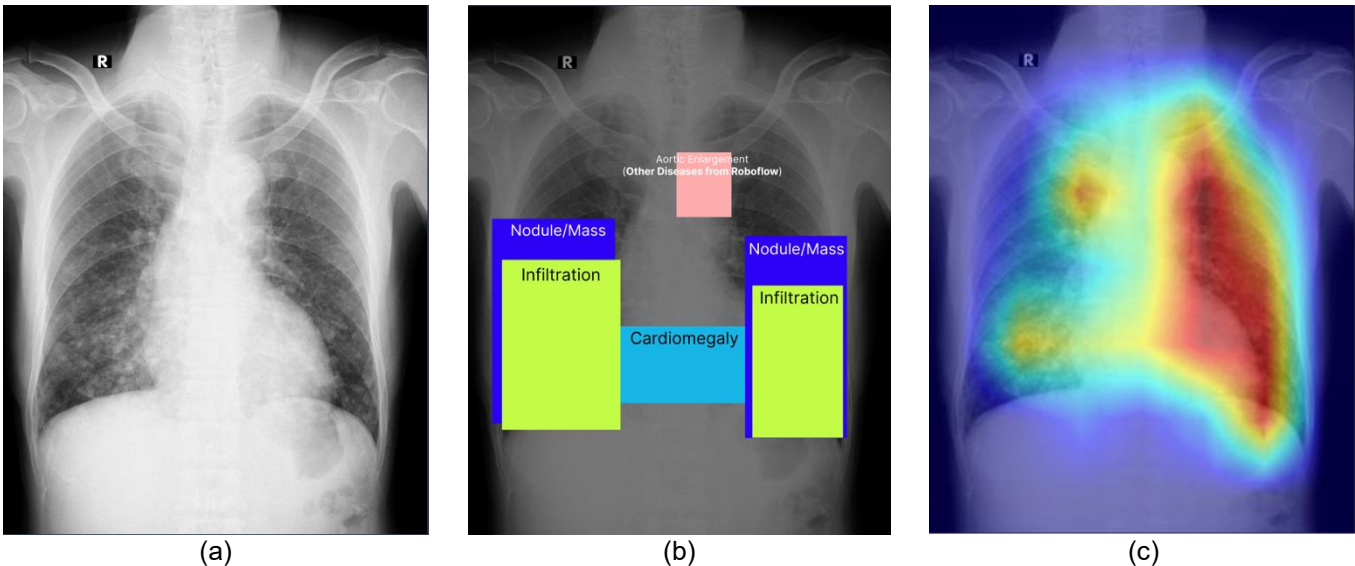 R
R
Aortic Enlargement
(Other Diseases from Roboflow)
Nodule/Mass
Infiltration
Nodule/Mass
Infiltration
Cardiomegaly
R
(a)
(b)
(c)